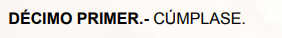 DÉCIMO PRIMER.- CÚMPLASE.